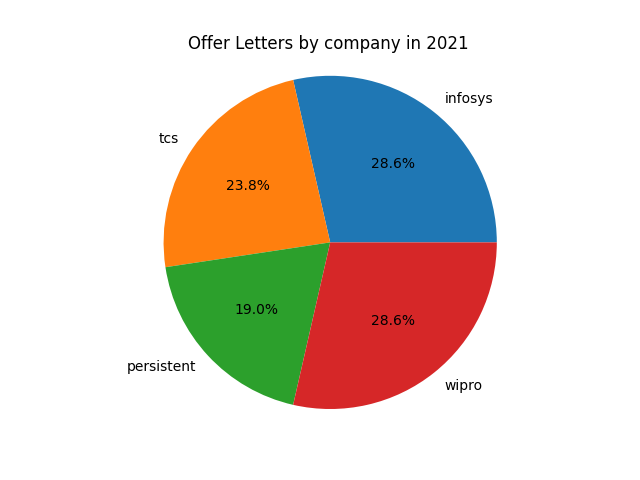 Offer Letters by company in 2021
infosys
tcs
28.6%
23.8%
19.0%
28.6%
persistent
wipro